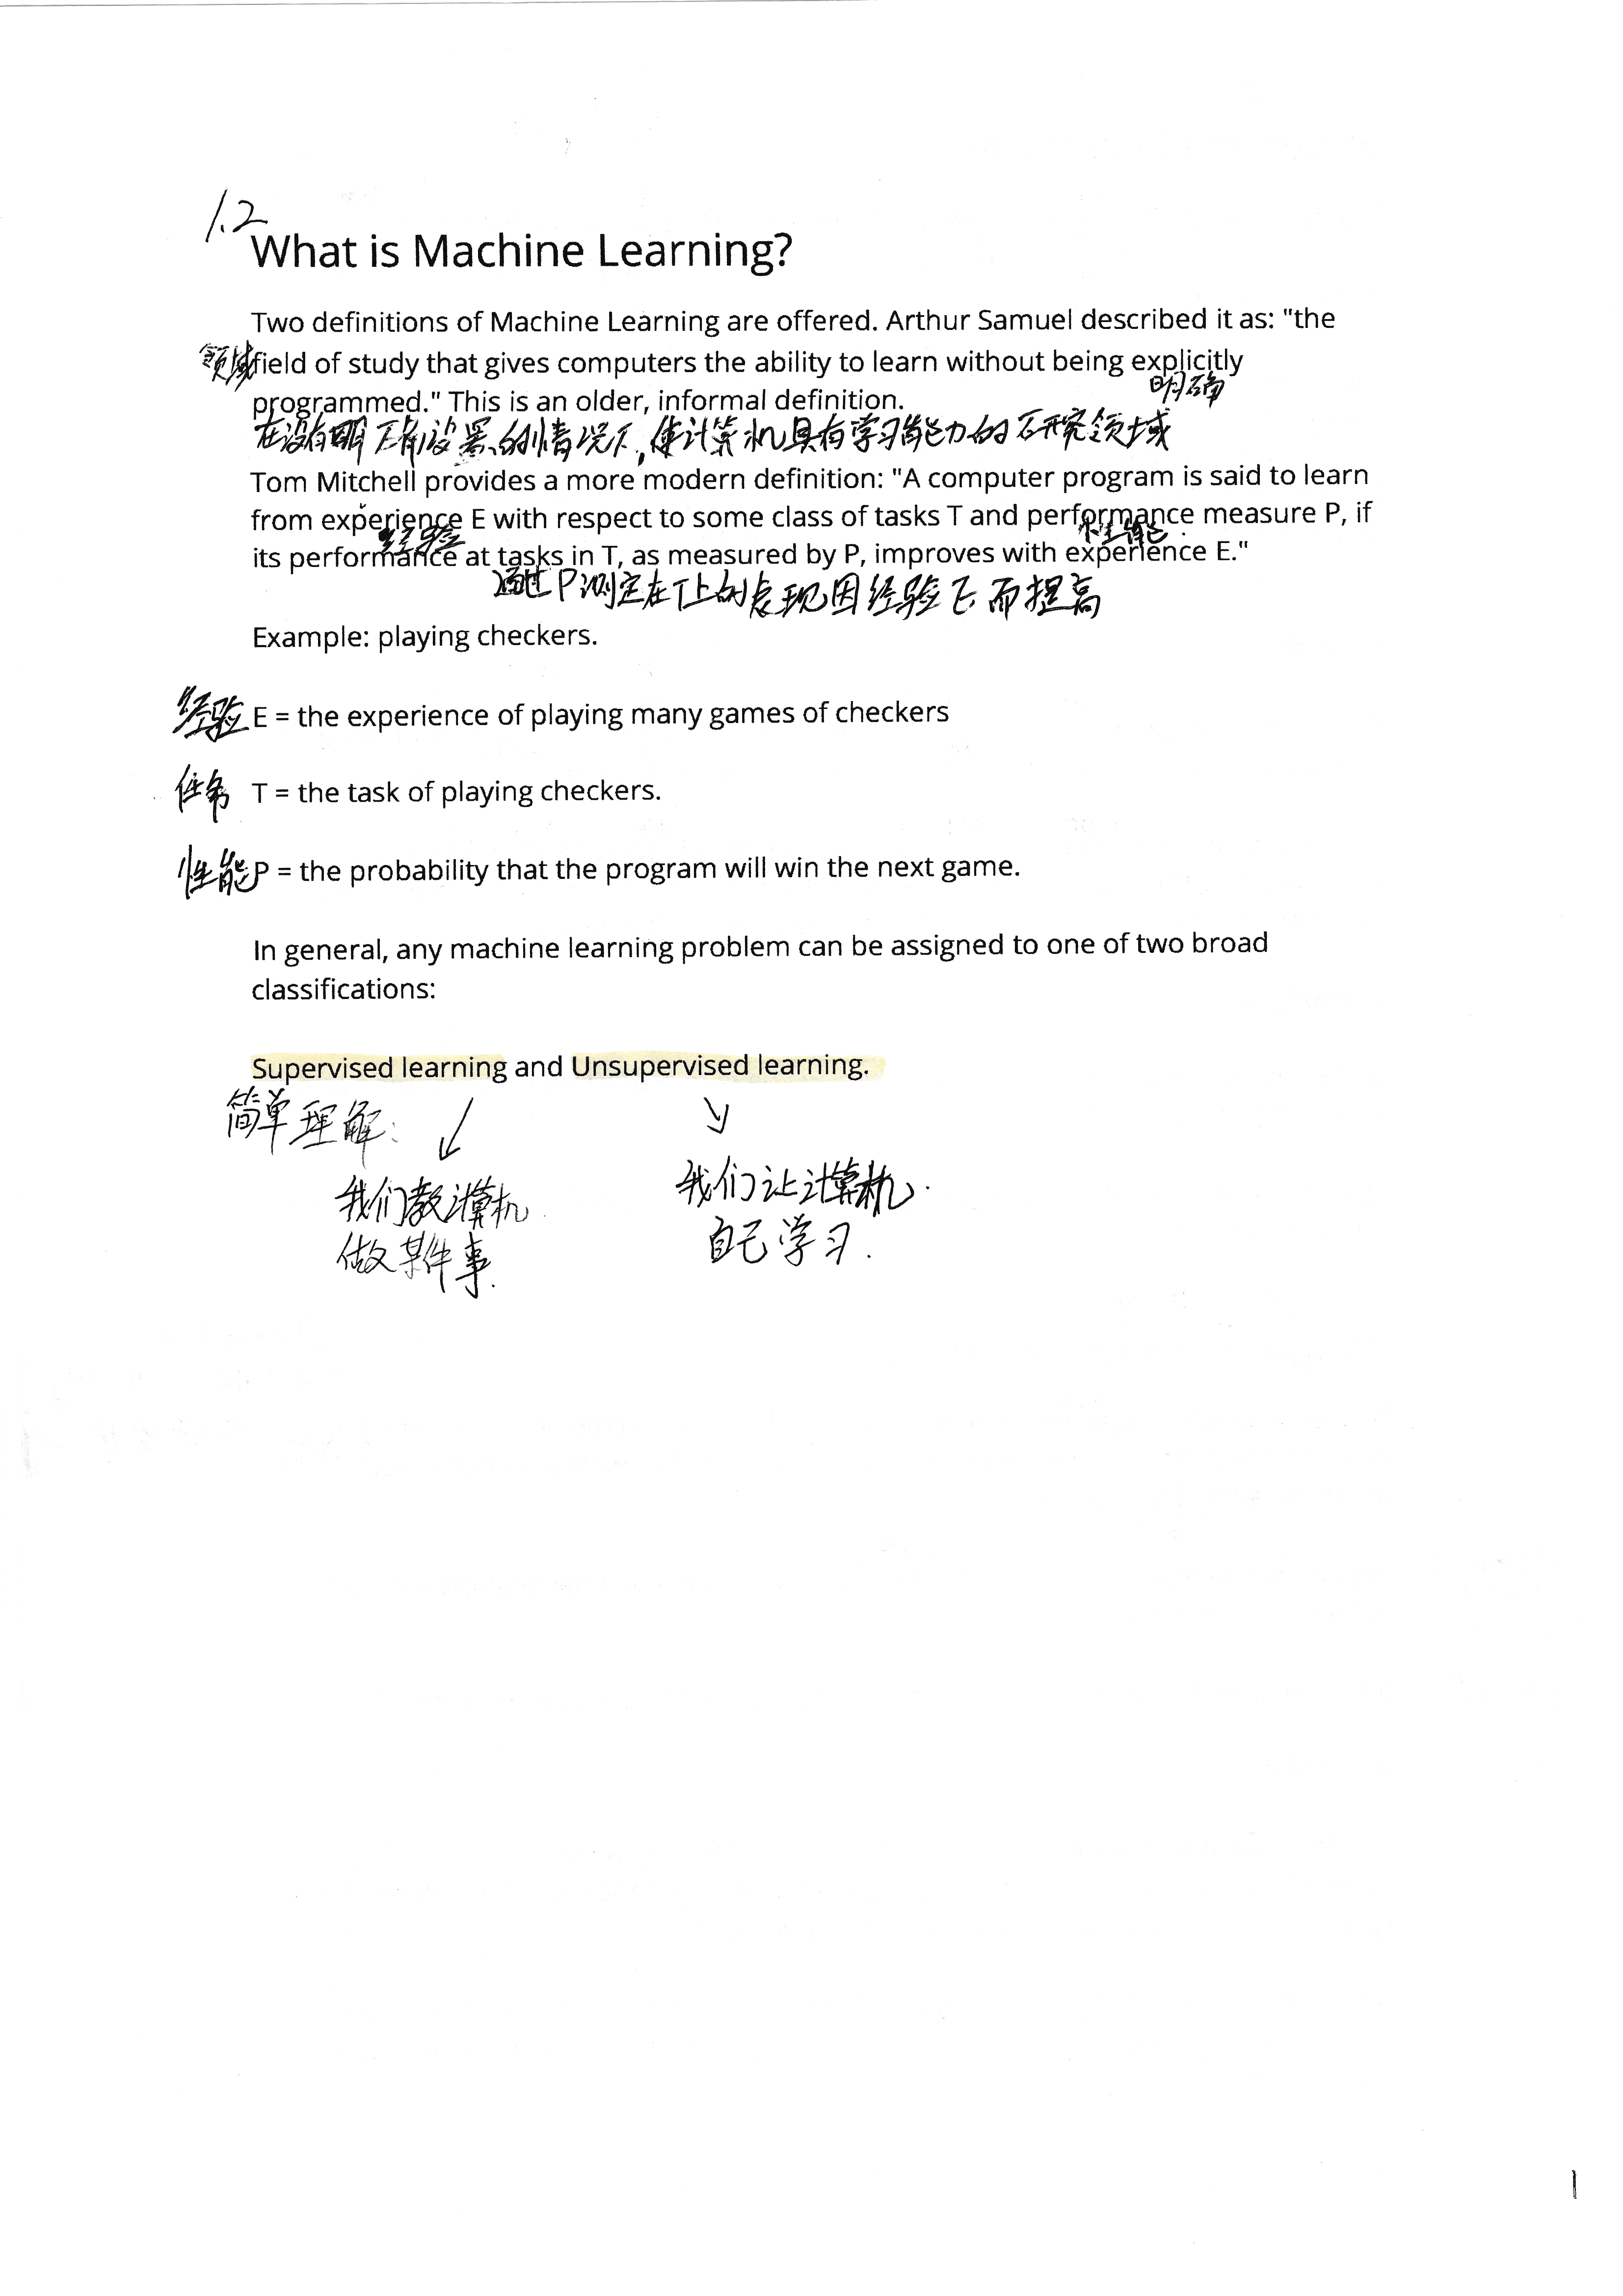 1.2
What is Machine Learning?
Two definitions of Machine Learning are offered. Arthur Samuel described it as: "the
领域 field of study that gives computers the ability to learn without being explicitly
明确
programmed." This is an older, informal definition.
在没有明确设置的情况下,使计算机具有学习能力的研究领域
Tom Mitchell provides a more modern definition: "A computer program is said to learn
from experience E with respect to some class of tasks T and performance measure P, if
经验 性能
its performance at tasks in T, as measured by P, improves with experience E."
通过P测定在T上的表现因经验E而提高
Example: playing checkers.
经验 E = the experience of playing many games of checkers
任务 T = the task of playing checkers.
性能 P = the probability that the program will win the next game.
In general, any machine learning problem can be assigned to one of two broad
classifications:
Supervised learning and Unsupervised learning.
简单理解:
我们教计算机
做某件事.
我们让计算机
自己学习.
1